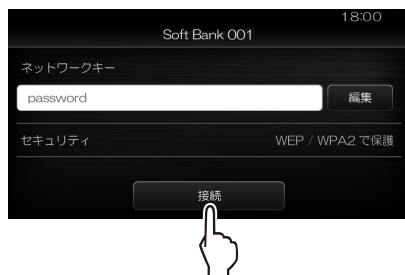 18:00
Soft Bank 001
ネットワークキー
password
編集
セキュリティ
WEP / WPA2 で保護
接続